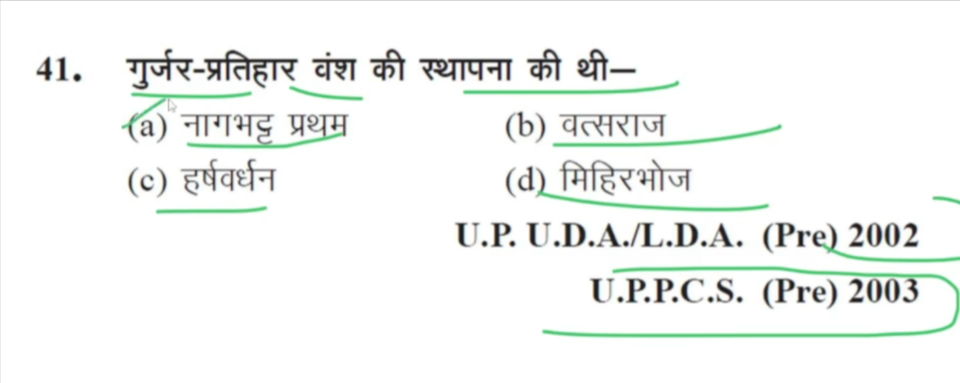 41. गुर्जर-प्रतिहार वंश की स्थापना की थी—
(a) नागभट्ट प्रथम (b) वत्सराज
(c) हर्षवर्धन (d) मिहिरभोज
U.P. U.D.A./L.D.A. (Pre) 2002
U.P.P.C.S. (Pre) 2003